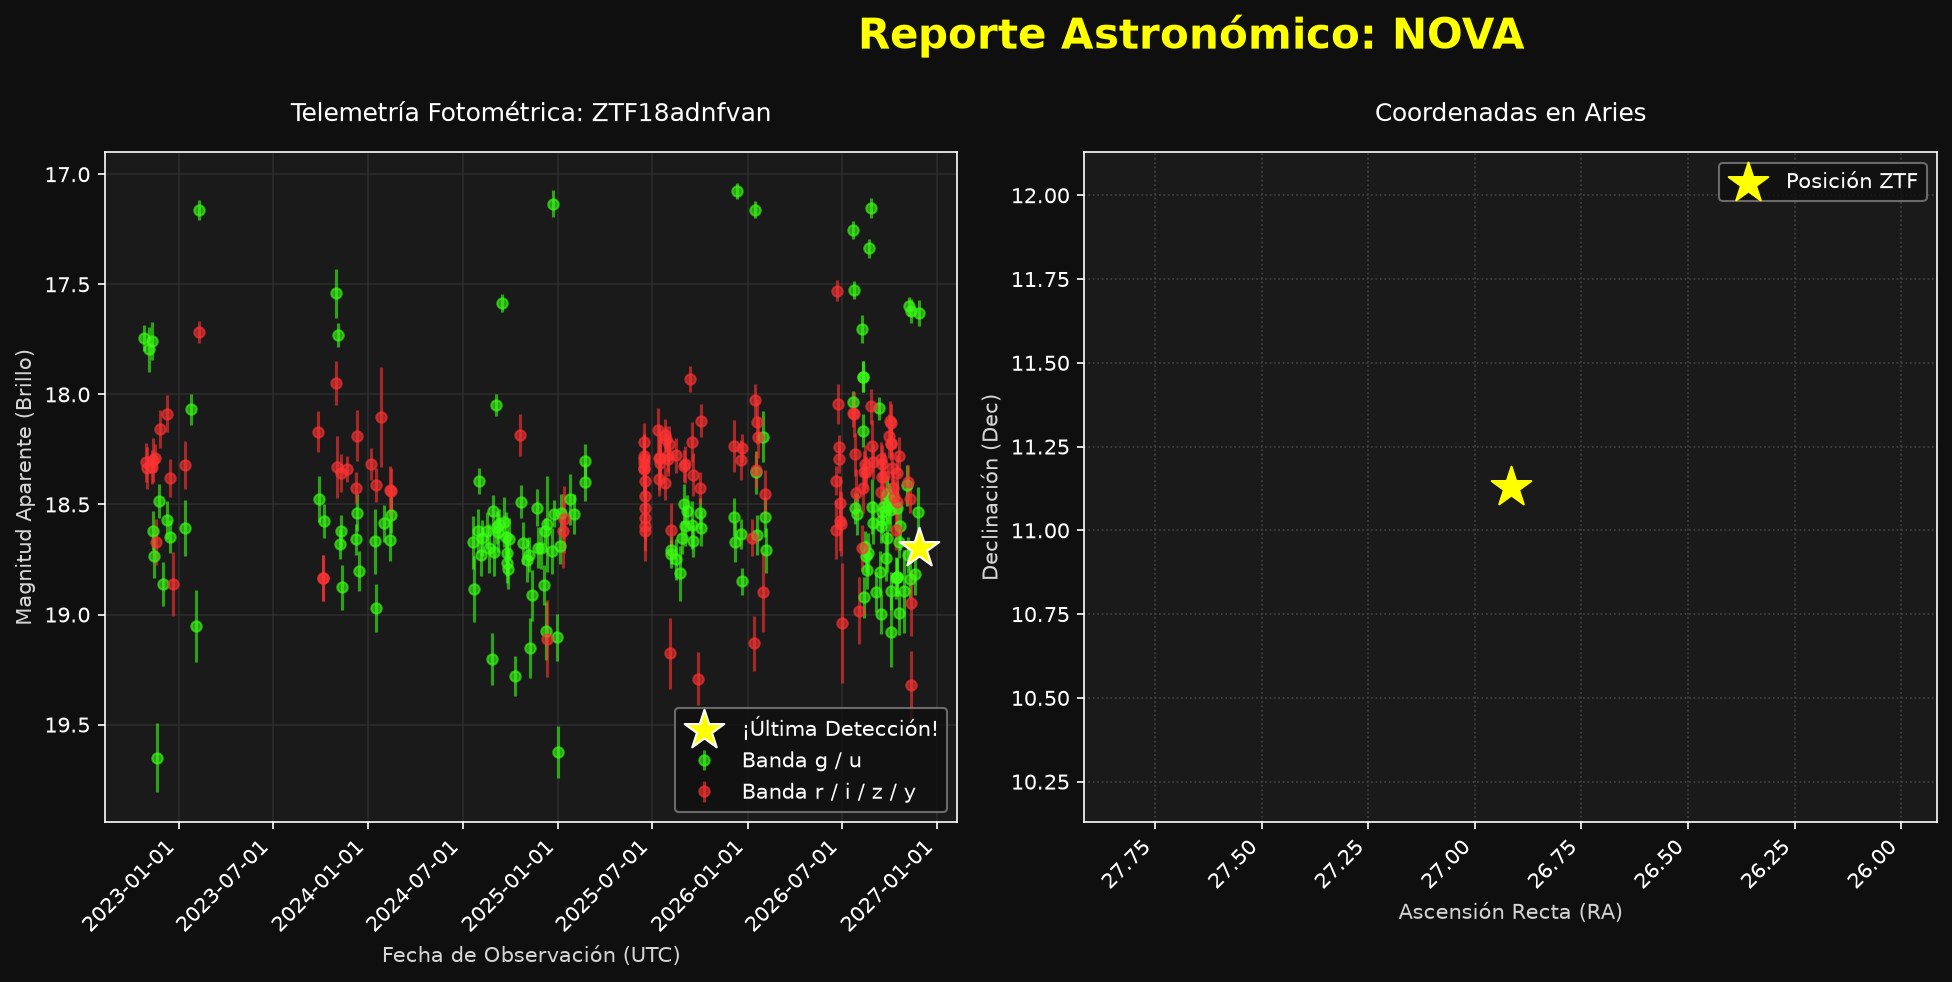 Reporte Astronómico: NOVA
Telemetría Fotométrica: ZTF18adnfvan
Magnitud Aparente (Brillo)
17.0
17.5
18.0
18.5
19.0
19.5
¡Última Detección!
Banda g / u
Banda r / i / z / y
2023-01-01
2023-07-01
2024-01-01
2024-07-01
2025-01-01
2025-07-01
2026-01-01
2026-07-01
2027-01-01
Fecha de Observación (UTC)
Coordenadas en Aries
Posición ZTF
Declinación (Dec)
12.00
11.75
11.50
11.25
11.00
10.75
10.50
10.25
27.75
27.50
27.25
27.00
26.75
26.50
26.25
26.00
Ascensión Recta (RA)